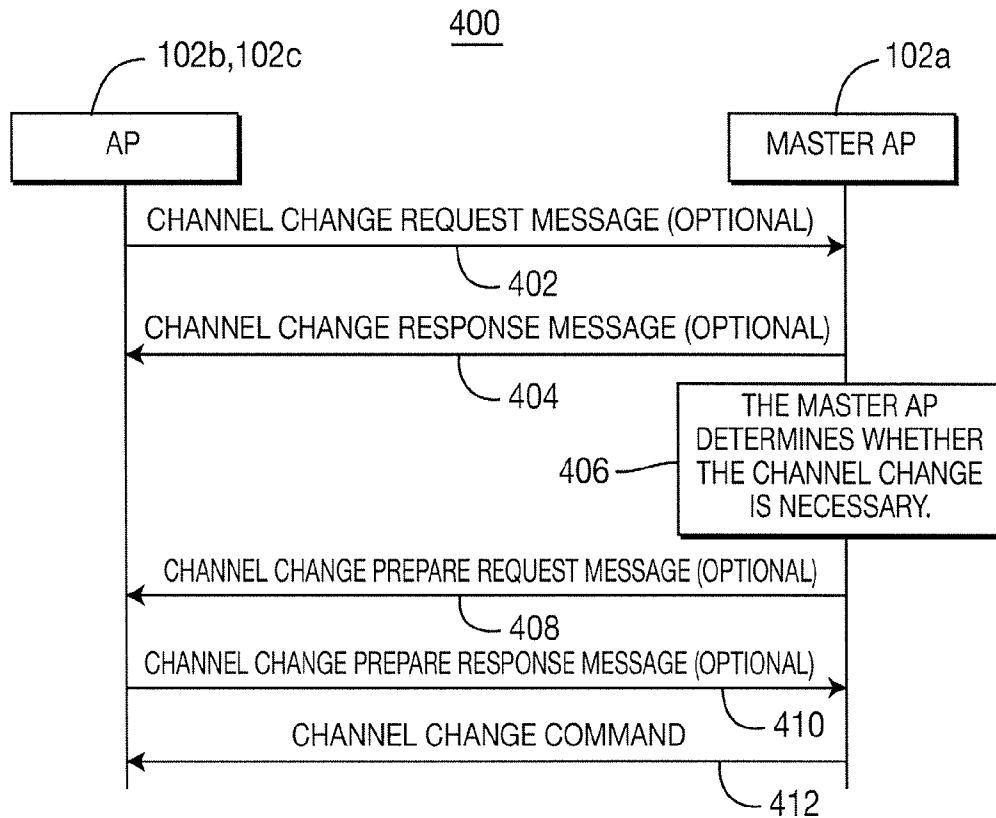 400
102b,102c
102a
AP
MASTER AP
CHANNEL CHANGE REQUEST MESSAGE (OPTIONAL)
402
CHANNEL CHANGE RESPONSE MESSAGE (OPTIONAL)
404
THE MASTER AP
DETERMINES WHETHER
THE CHANNEL CHANGE
IS NECESSARY.
406
CHANNEL CHANGE PREPARE REQUEST MESSAGE (OPTIONAL)
408
CHANNEL CHANGE PREPARE RESPONSE MESSAGE (OPTIONAL)
410
CHANNEL CHANGE COMMAND
412